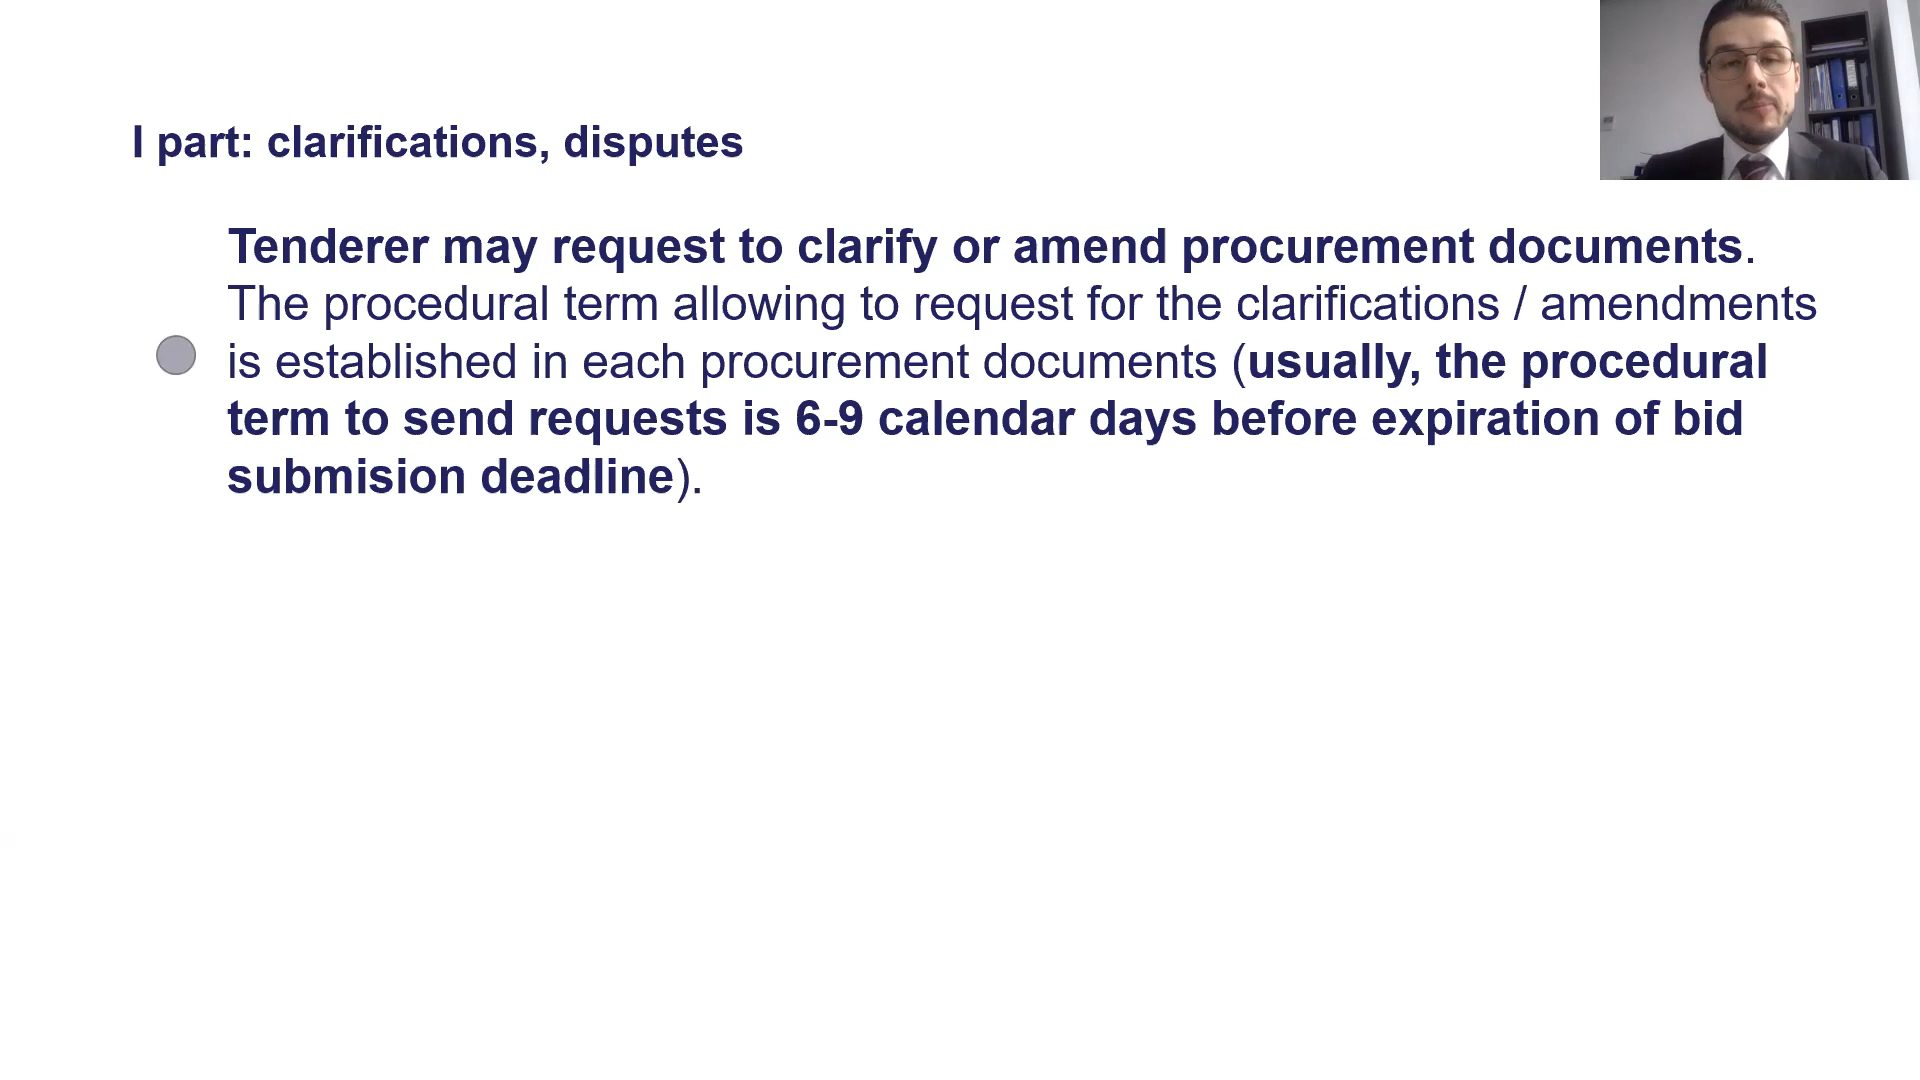 I part: clarifications, disputes
Tenderer may request to clarify or amend procurement documents.
The procedural term allowing to request for the clarifications / amendments
is established in each procurement documents (usually, the procedural
term to send requests is 6-9 calendar days before expiration of bid
submision deadline).